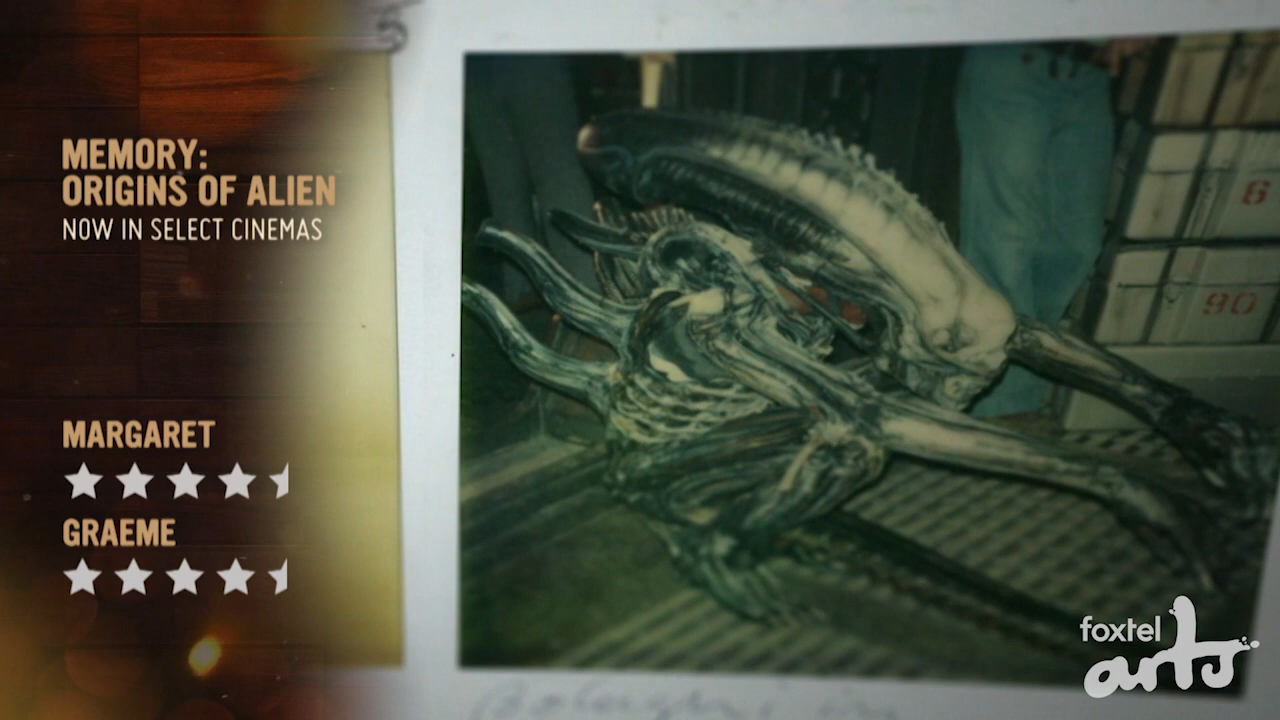 MEMORY:
ORIGINS OF ALIEN
NOW IN SELECT CINEMAS
MARGARET
GRAEME
6
90
foxtel
arts